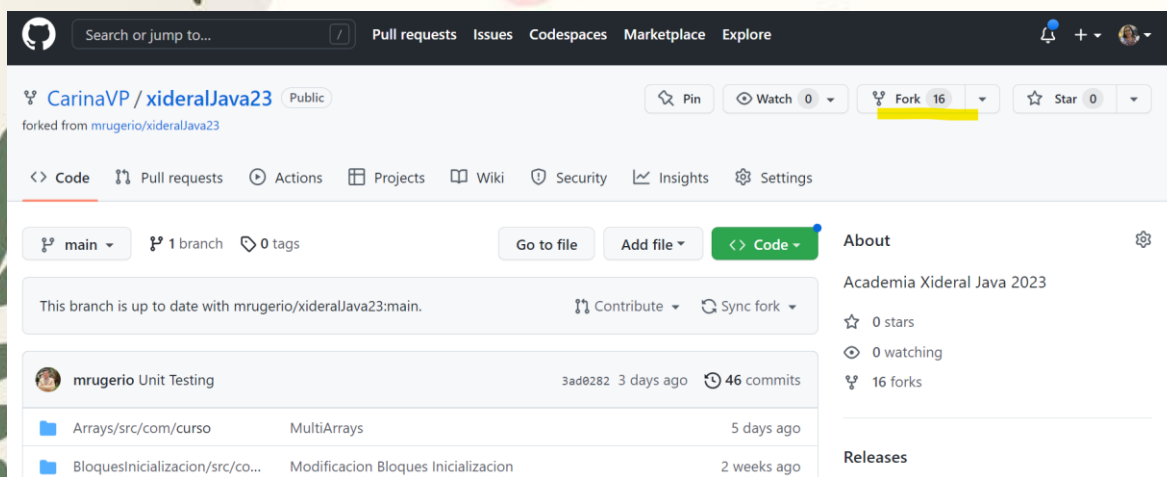 Search or jump to... / Pull requests Issues Codespaces Marketplace Explore
CarinaVP / xideralJava23 Public
Pin Watch 0 Fork 16 Star 0
forked from mrugerio/xideralJava23
Code Pull requests Actions Projects Wiki Security Insights Settings
main 1 branch 0 tags Go to file Add file Code
This branch is up to date with mrugerio/xideralJava23:main. Contribute Sync fork
mrugerio Unit Testing 3ad0282 3 days ago 46 commits
Arrays/src/com/curso MultiArrays 5 days ago
BloquesInicializacion/src/co... Modificacion Bloques Inicializacion 2 weeks ago
About
Academia Xideral Java 2023
0 stars
0 watching
16 forks
Releases